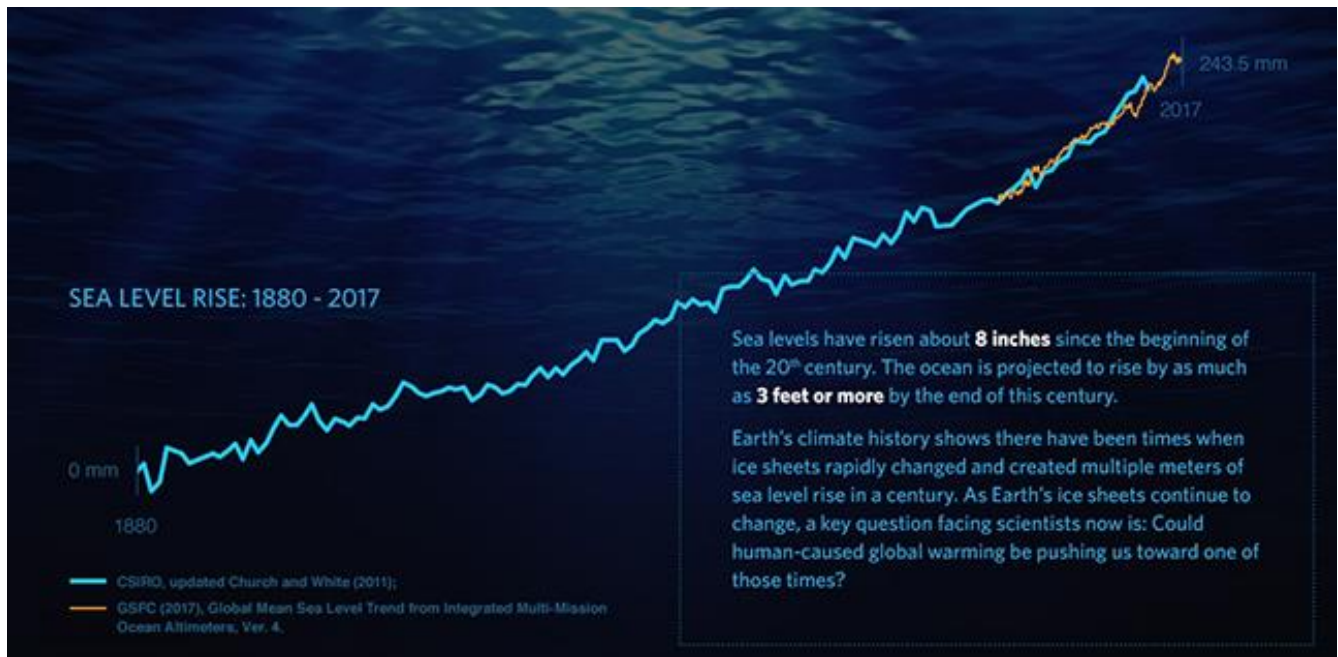 243.5 mm
2017
SEA LEVEL RISE: 1880 - 2017
Sea levels have risen about 8 inches since the beginning of
the 20th century. The ocean is projected to rise by as much
as 3 feet or more by the end of this century.
Earth's climate history shows there have been times when
ice sheets rapidly changed and created multiple meters of
sea level rise in a century. As Earth's ice sheets continue to
change, a key question facing scientists now is: Could
human-caused global warming be pushing us toward one of
those times?
0 mm
1880
CSIRO, updated Church and White (2011);
GSFC (2017), Global Mean Sea Level Trend from Integrated Multi-Mission
Ocean Altimeters, Ver. 4.